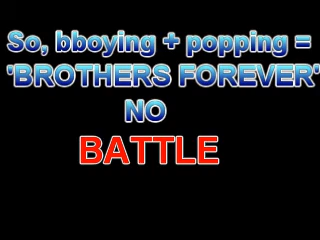 So, bboying + popping =
'BROTHERS FOREVER'
NO
BATTLE